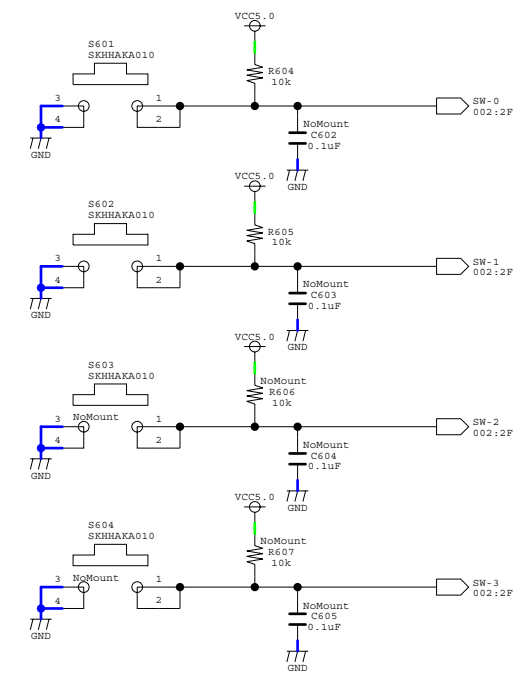 VCC5.0
S601
SKHHAKA010
R604
10k
3
1
SW-0
002:2F
4
2
NoMount
C602
0.1uF
GND
GND
VCC5.0
S602
SKHHAKA010
R605
10k
3
1
SW-1
002:2F
4
2
NoMount
C603
0.1uF
GND
GND
VCC5.0
S603
SKHHAKA010
NoMount
R606
10k
3
NoMount
1
SW-2
002:2F
4
2
NoMount
C604
0.1uF
GND
GND
VCC5.0
S604
SKHHAKA010
NoMount
R607
10k
3
NoMount
1
SW-3
002:2F
4
2
NoMount
C605
0.1uF
GND
GND